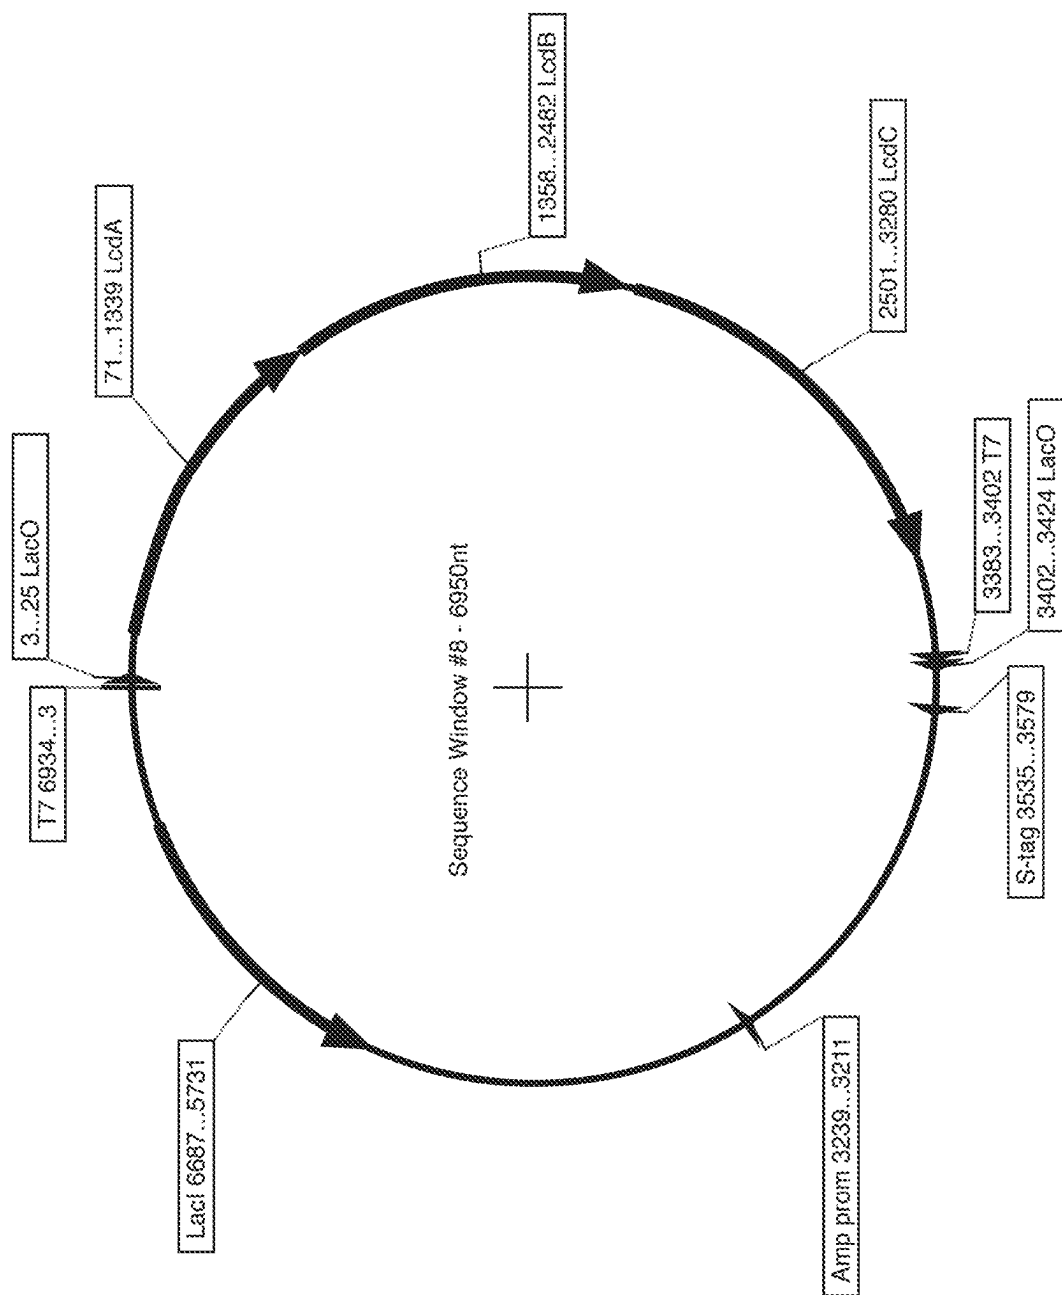 3...25 LacO
T7 6934...3
71...1339 LcdA
LacI 6687...5731
Sequence Window #8 - 6950nt
1358...2482 LcdB
Amp prom 3239...3211
2501...3280 LcdC
3383...3402 T7
S-tag 3535...3579
3402...3424 LacO